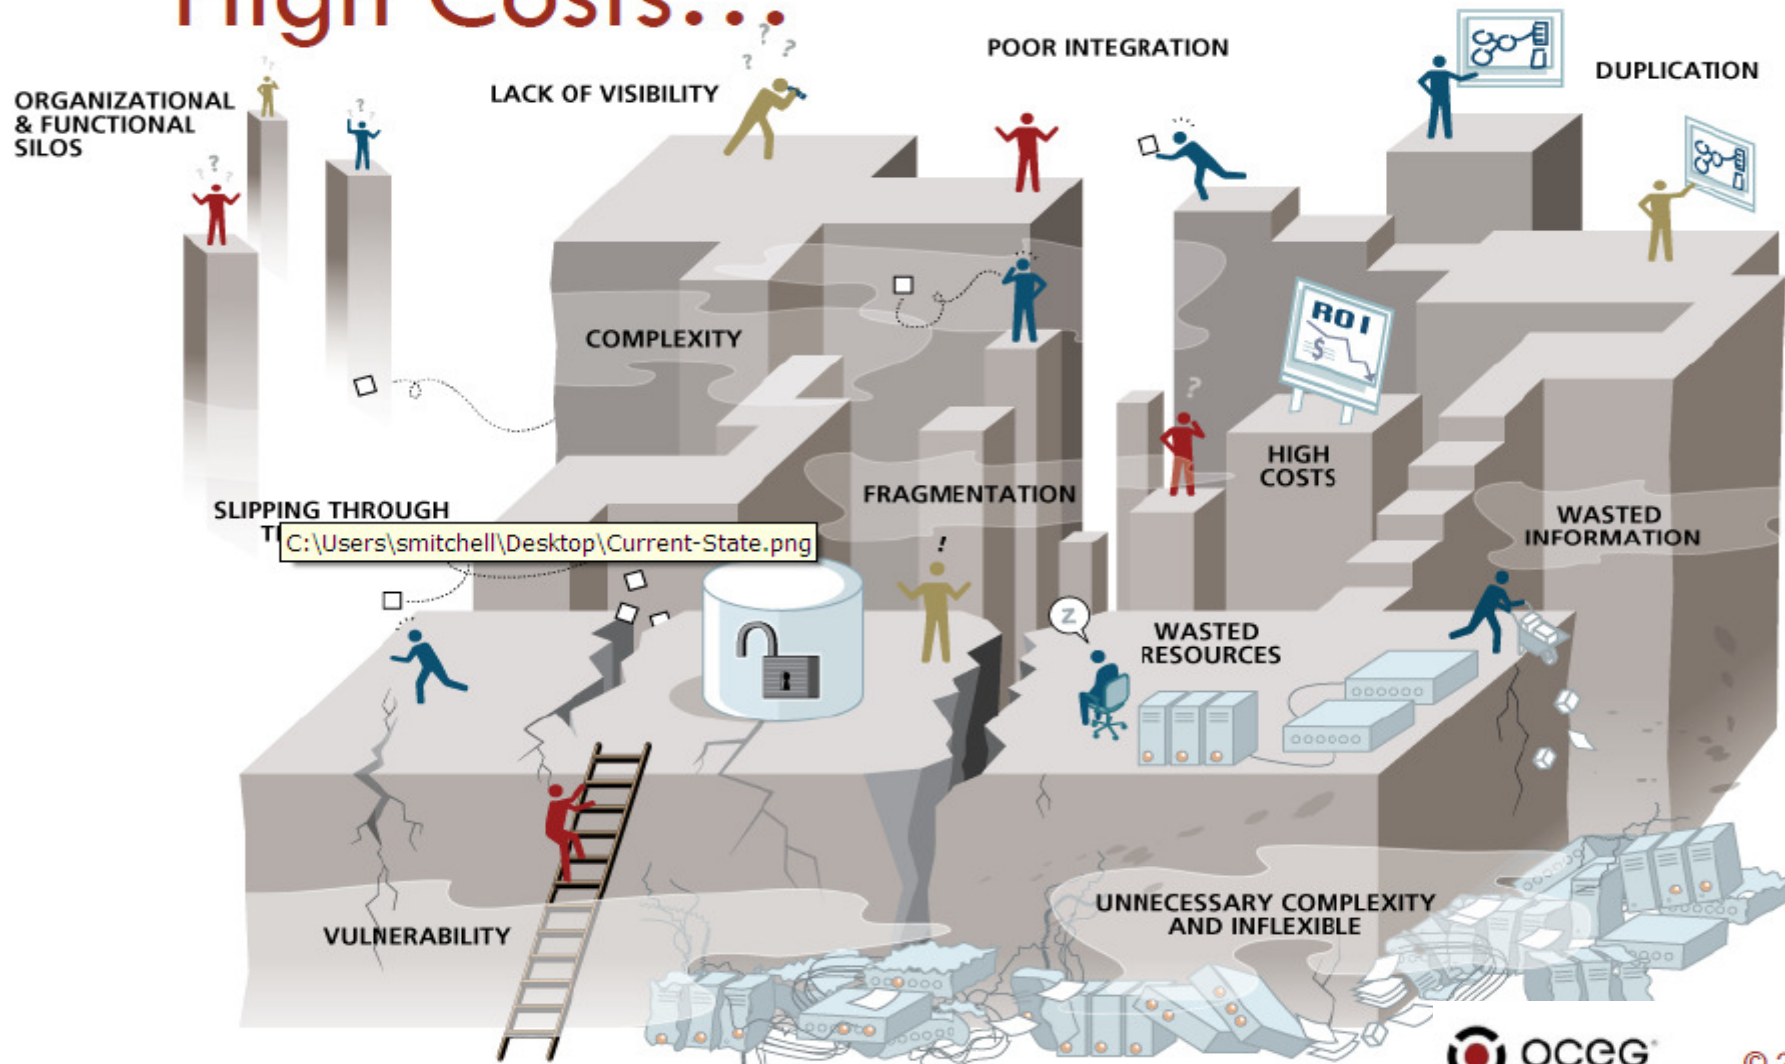 High Costs...
ORGANIZATIONAL
& FUNCTIONAL
SILOS
LACK OF VISIBILITY
POOR INTEGRATION
DUPLICATION
COMPLEXITY
ROI
$
HIGH
COSTS
SLIPPING THROUGH
C:\Users\smitchell\Desktop\Current-State.png
FRAGMENTATION
WASTED
INFORMATION
Z
WASTED
RESOURCES
VULNERABILITY
UNNECESSARY COMPLEXITY
AND INFLEXIBLE
OCEG
©